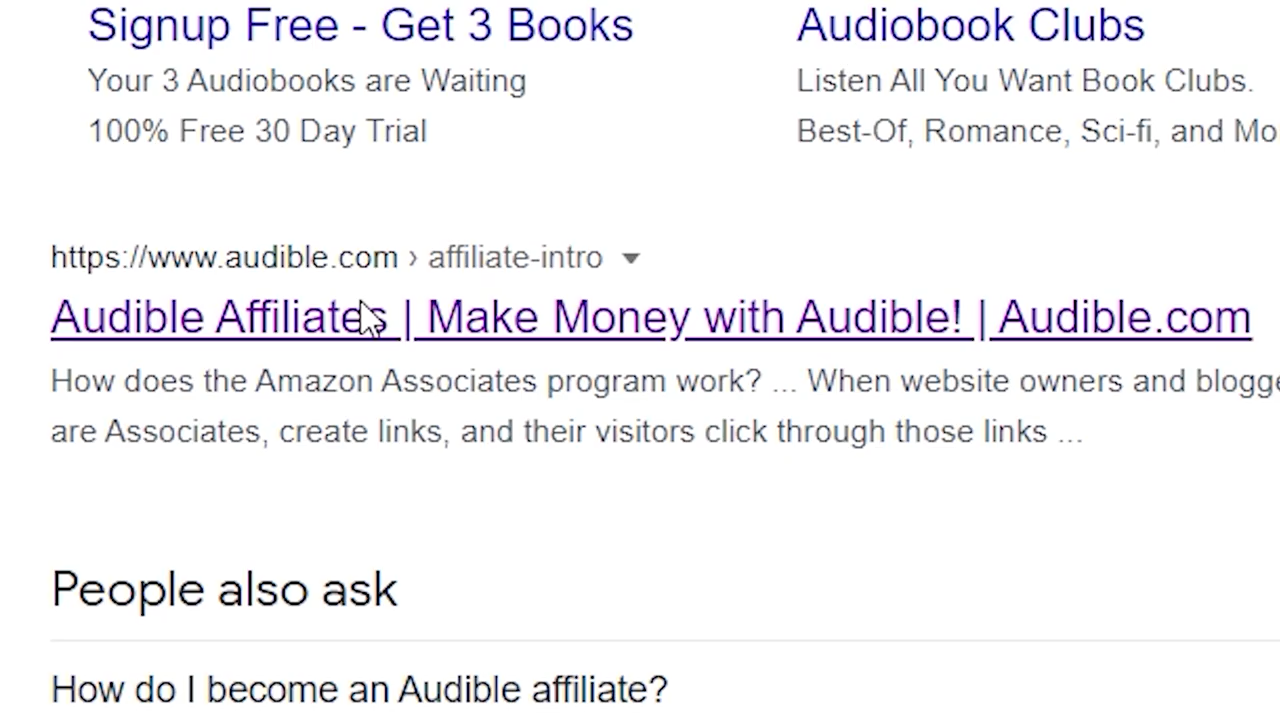 Signup Free - Get 3 Books
Your 3 Audiobooks are Waiting
100% Free 30 Day Trial
Audiobook Clubs
Listen All You Want Book Clubs.
Best-Of, Romance, Sci-fi, and Mo
https://www.audible.com › affiliate-intro
Audible Affiliates | Make Money with Audible! | Audible.com
How does the Amazon Associates program work? ... When website owners and blogge
are Associates, create links, and their visitors click through those links ...
People also ask
How do I become an Audible affiliate?